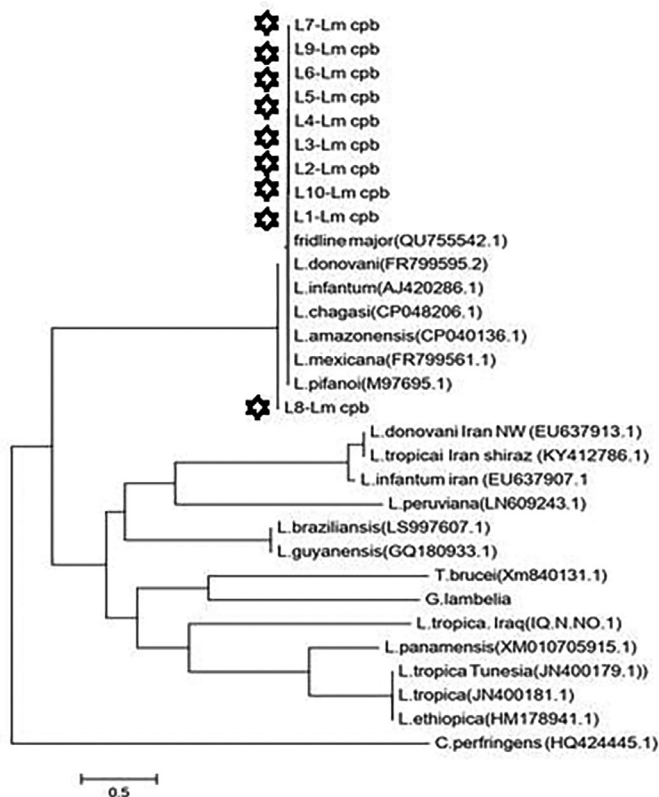 L7-Lm cpb
L9-Lm cpb
L6-Lm cpb
L5-Lm cpb
L4-Lm cpb
L3-Lm cpb
L2-Lm cpb
L10-Lm cpb
L1-Lm cpb
fridline major(QU755542.1)
L.donovani(FR799595.2)
L.infantum(AJ420286.1)
L.chagasi(CP048206.1)
L.amazonensis(CP040136.1)
L.mexicana(FR799561.1)
L.pifanoi(M97695.1)
L8-Lm cpb
L.donovani Iran NW (EU637913.1)
L.tropicai Iran shiraz (KY412786.1)
L.infantum iran (EU637907.1
L.peruviana(LN609243.1)
L.braziliansis(LS997607.1)
L.guyanensis(GQ180933.1)
T.brucei(Xm840131.1)
G.lambelia
L.tropica. Iraq(IQ.N.NO.1)
L.panamensis(XM010705915.1)
L.tropica Tunesia(JN400179.1))
L.tropica(JN400181.1)
L.ethiopica(HM178941.1)
C.perfringens (HQ424445.1)
0.5